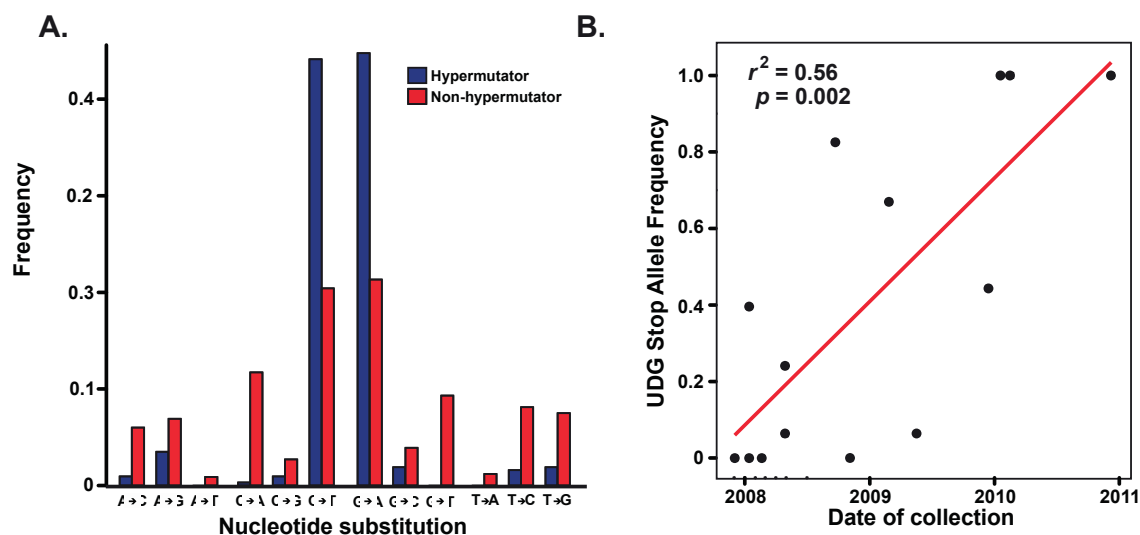 A.
Hypermutator
Non-hypermutator
Frequency
0.4
0.2
0.3
0.1
0
A→C A→G A→T C→A C→G C→T G→A G→C G→T T→A T→C T→G
Nucleotide substitution
B.
r² = 0.56
p = 0.002
UDG Stop Allele Frequency
1.0
0.8
0.6
0.4
0.2
0
2008 2009 2010 2011
Date of collection